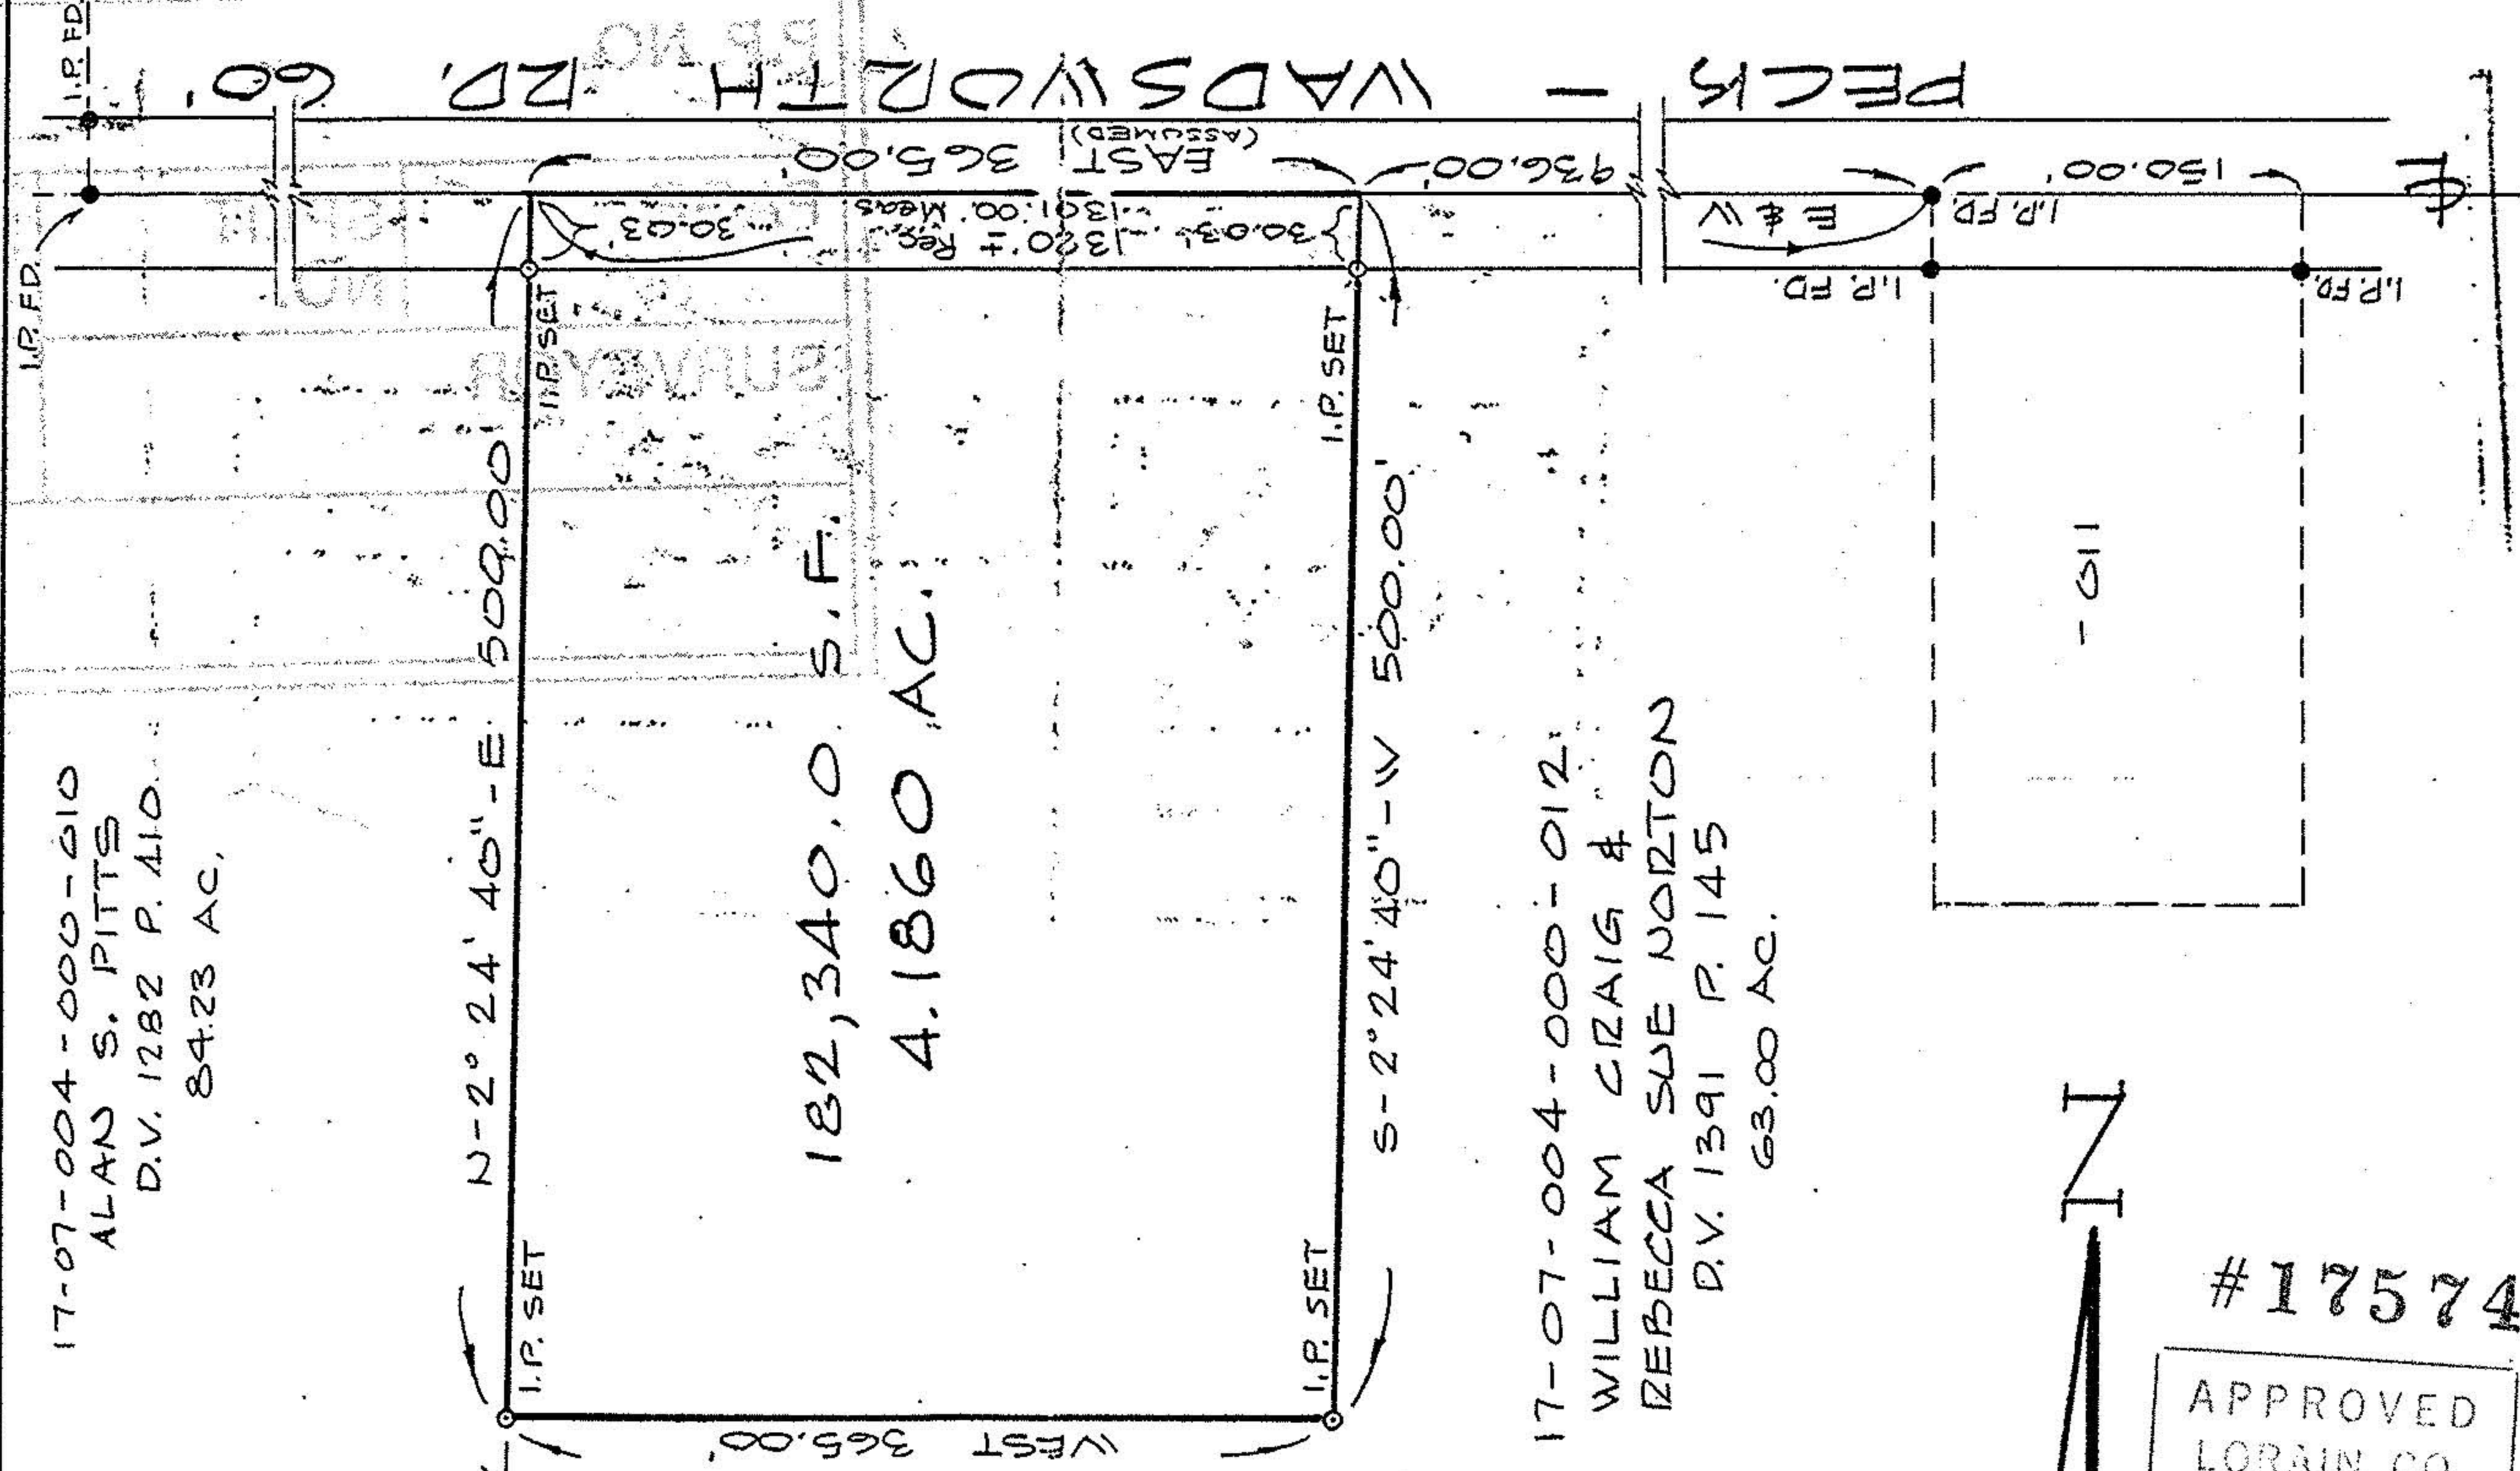 PECK - WADSWORTH RD. 60'
I.P. FD.
I.P. FD.
EAST 365.00'
(ASSUMED)
936.00'
150.00'
℄
1320'± Rec.
1301.00' Meas
30.03'
30.03'
E & W
I.P. FD.
I.P. FD.
I.P. FD.
I.P. SET
I.P. SET
17-07-004-000-010
ALAN S. PITTS
D.V. 1282 P. 410
84.23 AC.
N-2° 24' 40"-E 500.00'
182,340.0 S.F.
4.1860 AC.
S-2° 24' 40"-W 500.00'
17-07-004-000-012
WILLIAM CRAIG &
REBECCA SUE NORTON
D.V. 1391 P. 145
63.00 AC.
-011
I.P. SET
I.P. SET
WEST 365.00'
N
#17574
APPROVED
LORAIN CO
P.P. NO.
SURVEYOR